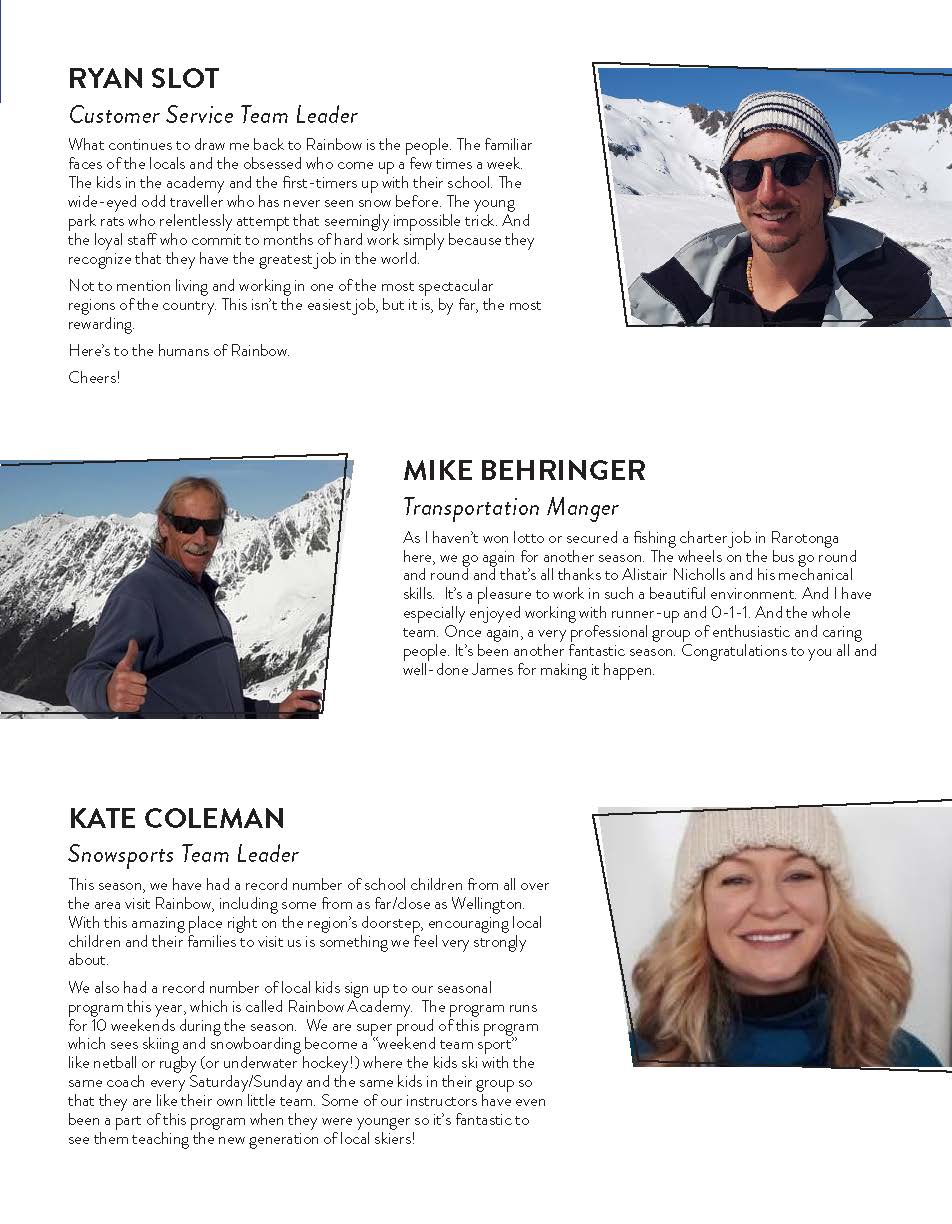 RYAN SLOT
Customer Service Team Leader
What continues to draw me back to Rainbow is the people. The familiar
faces of the locals and the obsessed who come up a few times a week.
The kids in the academy and the first-timers up with their school. The
wide-eyed odd traveller who has never seen snow before. The young
park rats who relentlessly attempt that seemingly impossible trick. And
the loyal staff who commit to months of hard work simply because they
recognize that they have the greatest job in the world.
Not to mention living and working in one of the most spectacular
regions of the country. This isn't the easiest job, but it is, by far, the most
rewarding.
Here's to the humans of Rainbow.
Cheers!
MIKE BEHRINGER
Transportation Manger
As I haven't won lotto or secured a fishing charter job in Rarotonga
here, we go again for another season. The wheels on the bus go round
and round and that's all thanks to Alistair Nicholls and his mechanical
skills. It's a pleasure to work in such a beautiful environment. And I have
especially enjoyed working with runner-up and 0-1-1. And the whole
team. Once again, a very professional group of enthusiastic and caring
people. It's been another fantastic season. Congratulations to you all and
well-done James for making it happen.
KATE COLEMAN
Snowsports Team Leader
This season, we have had a record number of school children from all over
the area visit Rainbow, including some from as far/close as Wellington.
With this amazing place right on the region's doorstep, encouraging local
children and their families to visit us is something we feel very strongly
about.
We also had a record number of local kids sign up to our seasonal
program this year, which is called Rainbow Academy. The program runs
for 10 weekends during the season. We are super proud of this program
which sees skiing and snowboarding become a "weekend team sport"
like netball or rugby (or underwater hockey!) where the kids ski with the
same coach every Saturday/Sunday and the same kids in their group so
that they are like their own little team. Some of our instructors have even
been a part of this program when they were younger so it's fantastic to
see them teaching the new generation of local skiers!